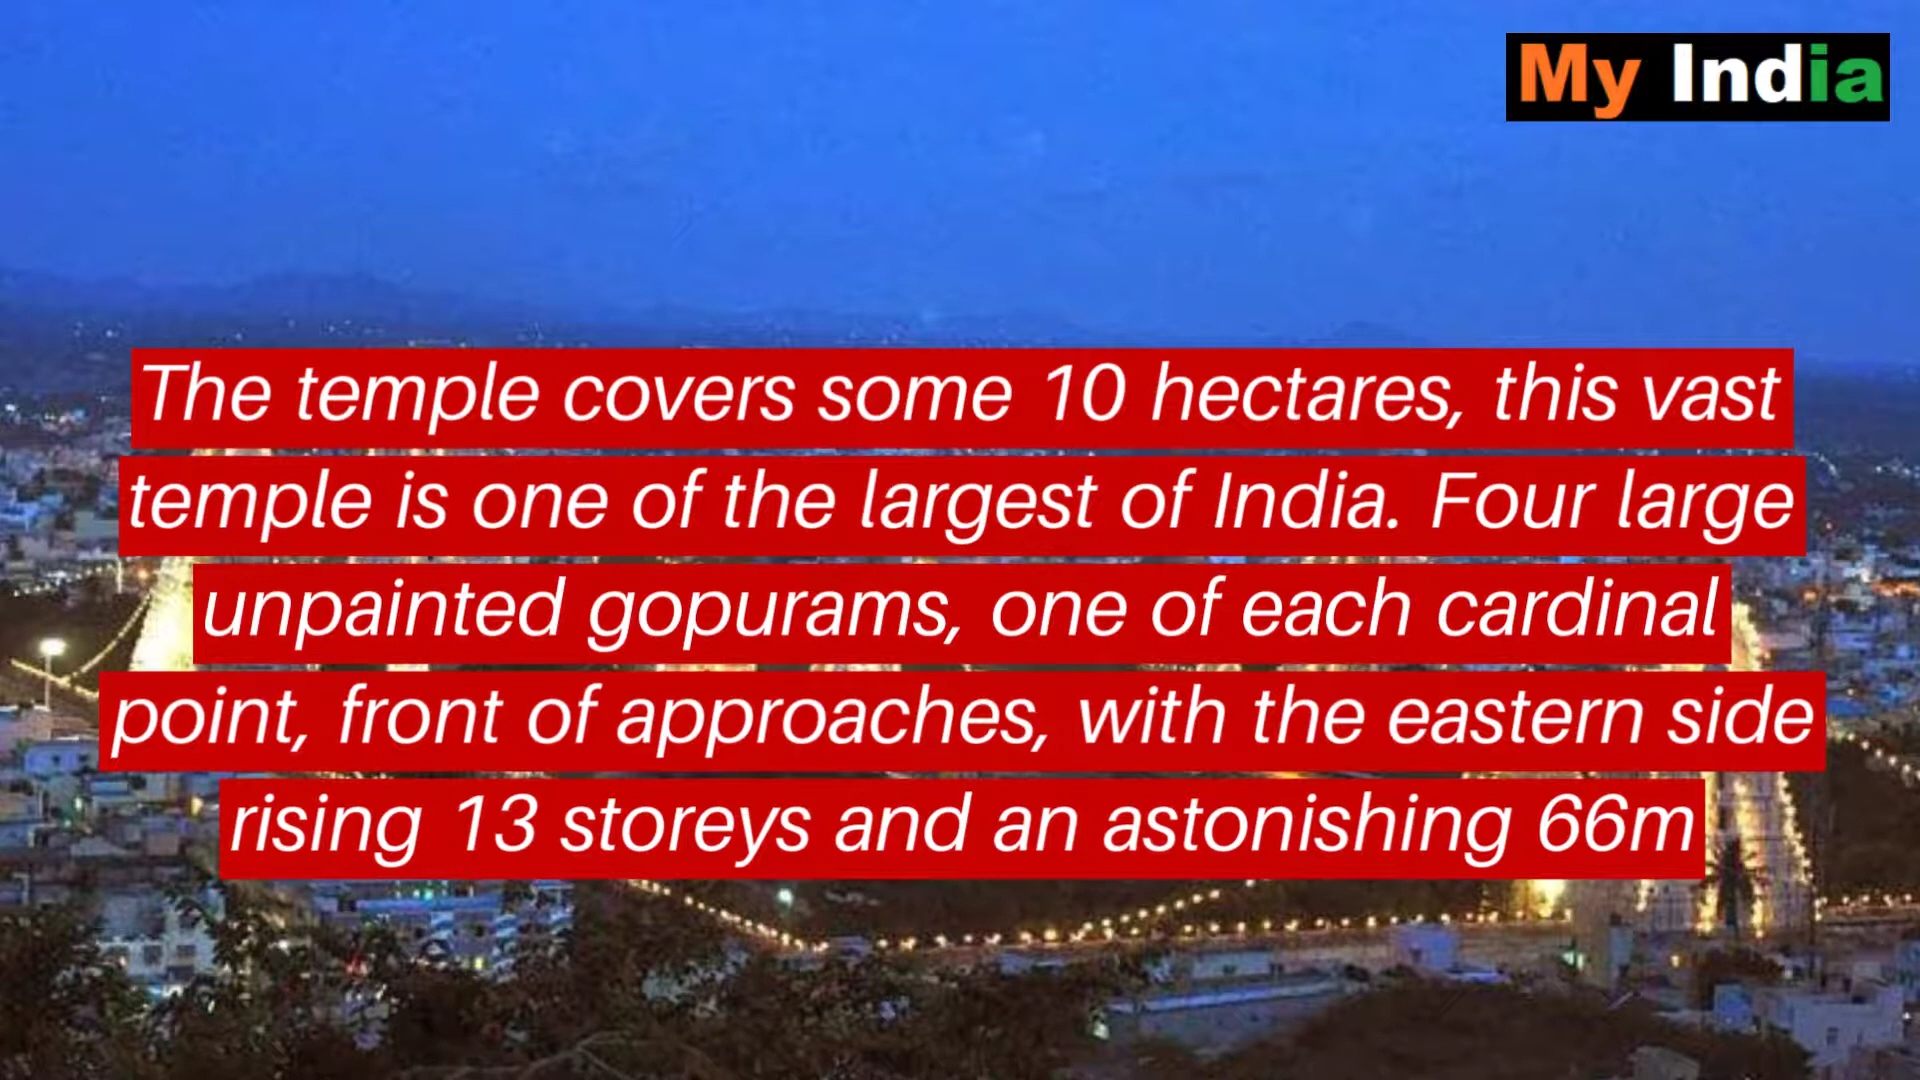 My India
The temple covers some 10 hectares, this vast
temple is one of the largest of India. Four large
unpainted gopurams, one of each cardinal
point, front of approaches, with the eastern side
rising 13 storeys and an astonishing 66m